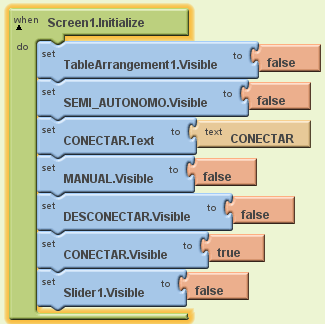 when Screen1.Initialize
do
set TableArrangement1.Visible to false
set SEMI_AUTONOMO.Visible to false
set CONECTAR.Text to text CONECTAR
set MANUAL.Visible to false
set DESCONECTAR.Visible to false
set CONECTAR.Visible to true
set Slider1.Visible to false